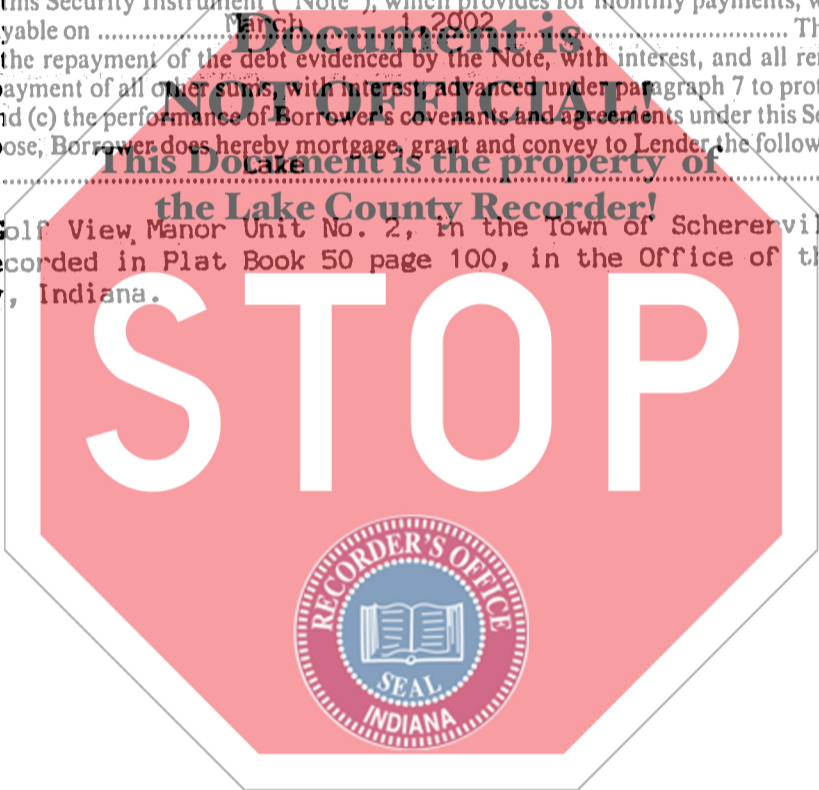 this Security Instrument ("Note"), which provides for monthly payments,
yable on March 1, 2002 Th
the repayment of the debt evidenced by the Note, with interest, and all re
ayment of all other sums, with interest, advanced under paragraph 7 to prot
nd (c) the performance of Borrower's covenants and agreements under this Se
ose, Borrower does hereby mortgage, grant and convey to Lender the follow
Lake
olf View Manor Unit No. 2, in the Town of Scherervil
corded in Plat Book 50 page 100, in the Office of th
, Indiana.
Document is
NOT OFFICIAL!
This Document is the property of
the Lake County Recorder!
STOP
RECORDER'S OFFICE
SEAL
INDIANA